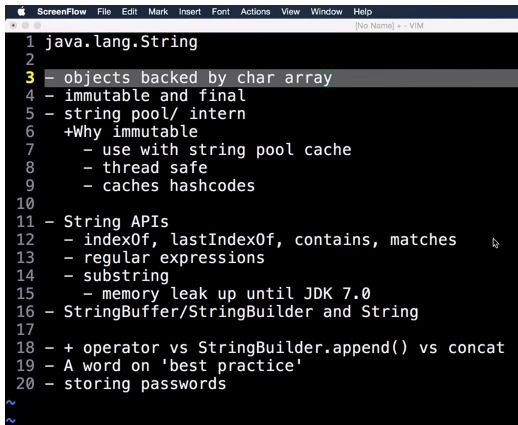 ScreenFlow File Edit Mark Insert Font Actions View Window Help
[No Name] + - VIM
1 java.lang.String
2
3 - objects backed by char array
4 - immutable and final
5 - string pool/ intern
6 +Why immutable
7 - use with string pool cache
8 - thread safe
9 - caches hashcodes
10
11 - String APIs
12 - indexOf, lastIndexOf, contains, matches
13 - regular expressions
14 - substring
15 - memory leak up until JDK 7.0
16 - StringBuffer/StringBuilder and String
17
18 - + operator vs StringBuilder.append() vs concat
19 - A word on 'best practice'
20 - storing passwords
~
~